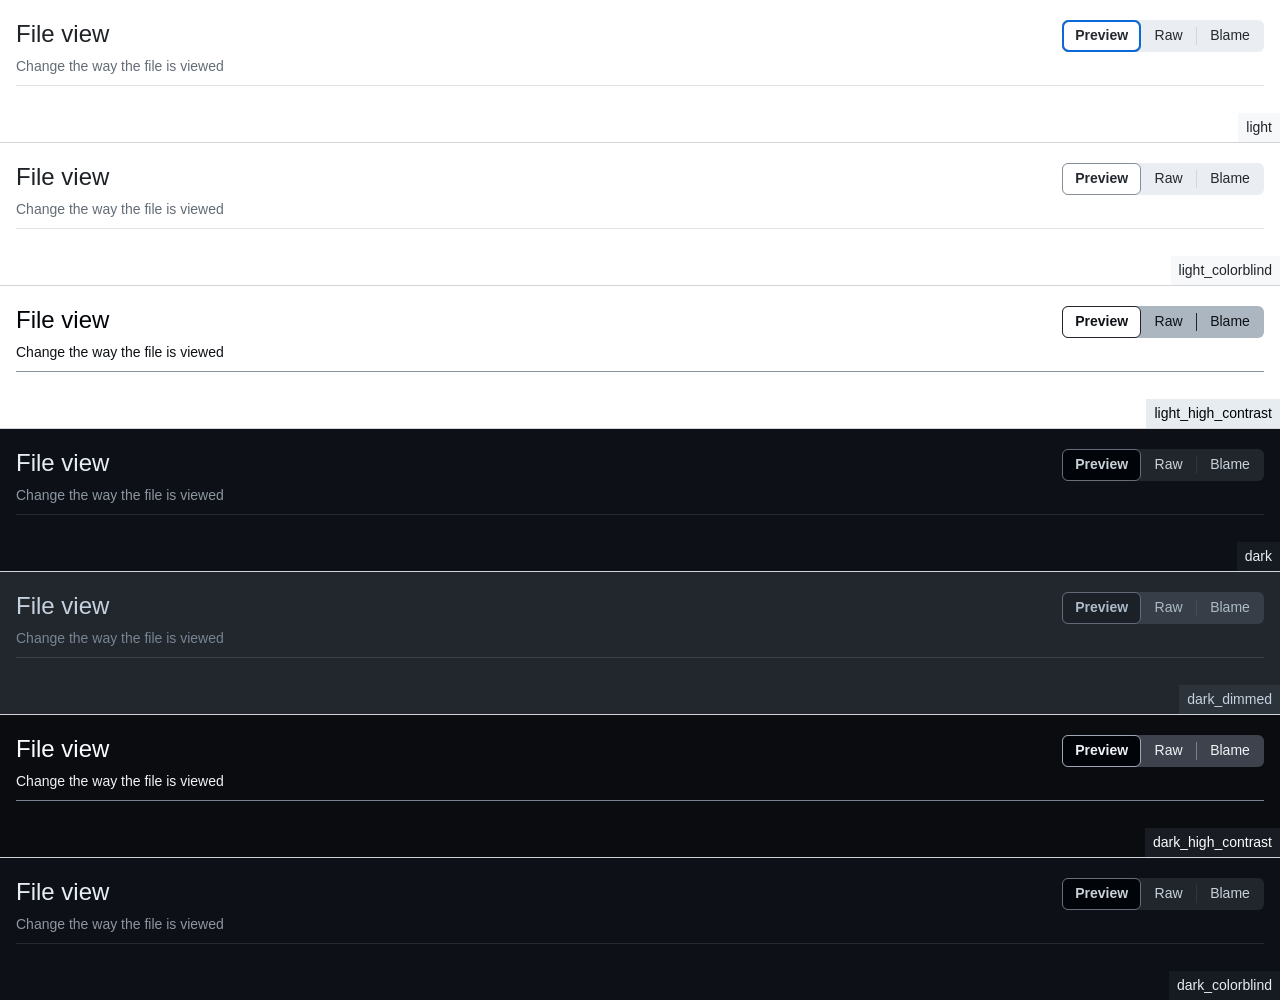 File view
Preview Raw Blame
Change the way the file is viewed
light
File view
Preview Raw Blame
Change the way the file is viewed
light_colorblind
File view
Preview Raw Blame
Change the way the file is viewed
light_high_contrast
File view
Preview Raw Blame
Change the way the file is viewed
dark
File view
Preview Raw Blame
Change the way the file is viewed
dark_dimmed
File view
Preview Raw Blame
Change the way the file is viewed
dark_high_contrast
File view
Preview Raw Blame
Change the way the file is viewed
dark_colorblind